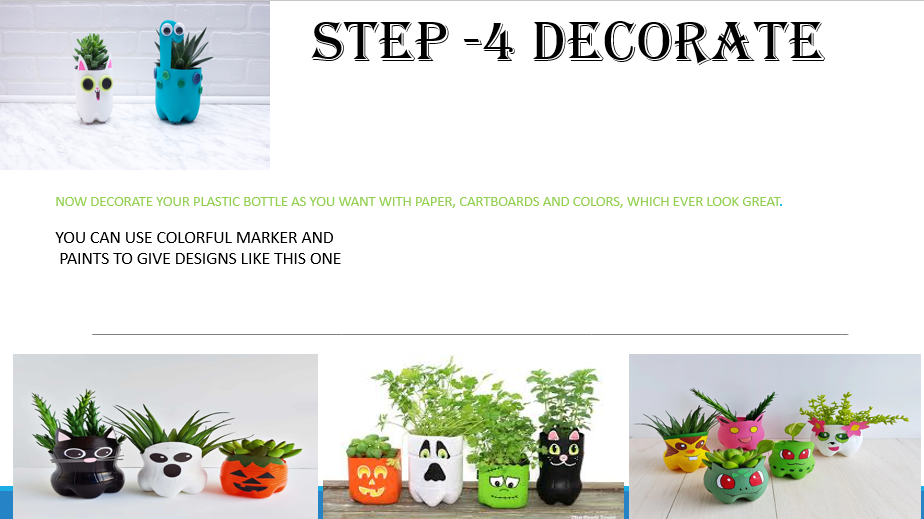 STEP -4 DECORATE
NOW DECORATE YOUR PLASTIC BOTTLE AS YOU WANT WITH PAPER, CARTBOARDS AND COLORS, WHICH EVER LOOK GREAT.
YOU CAN USE COLORFUL MARKER AND
PAINTS TO GIVE DESIGNS LIKE THIS ONE